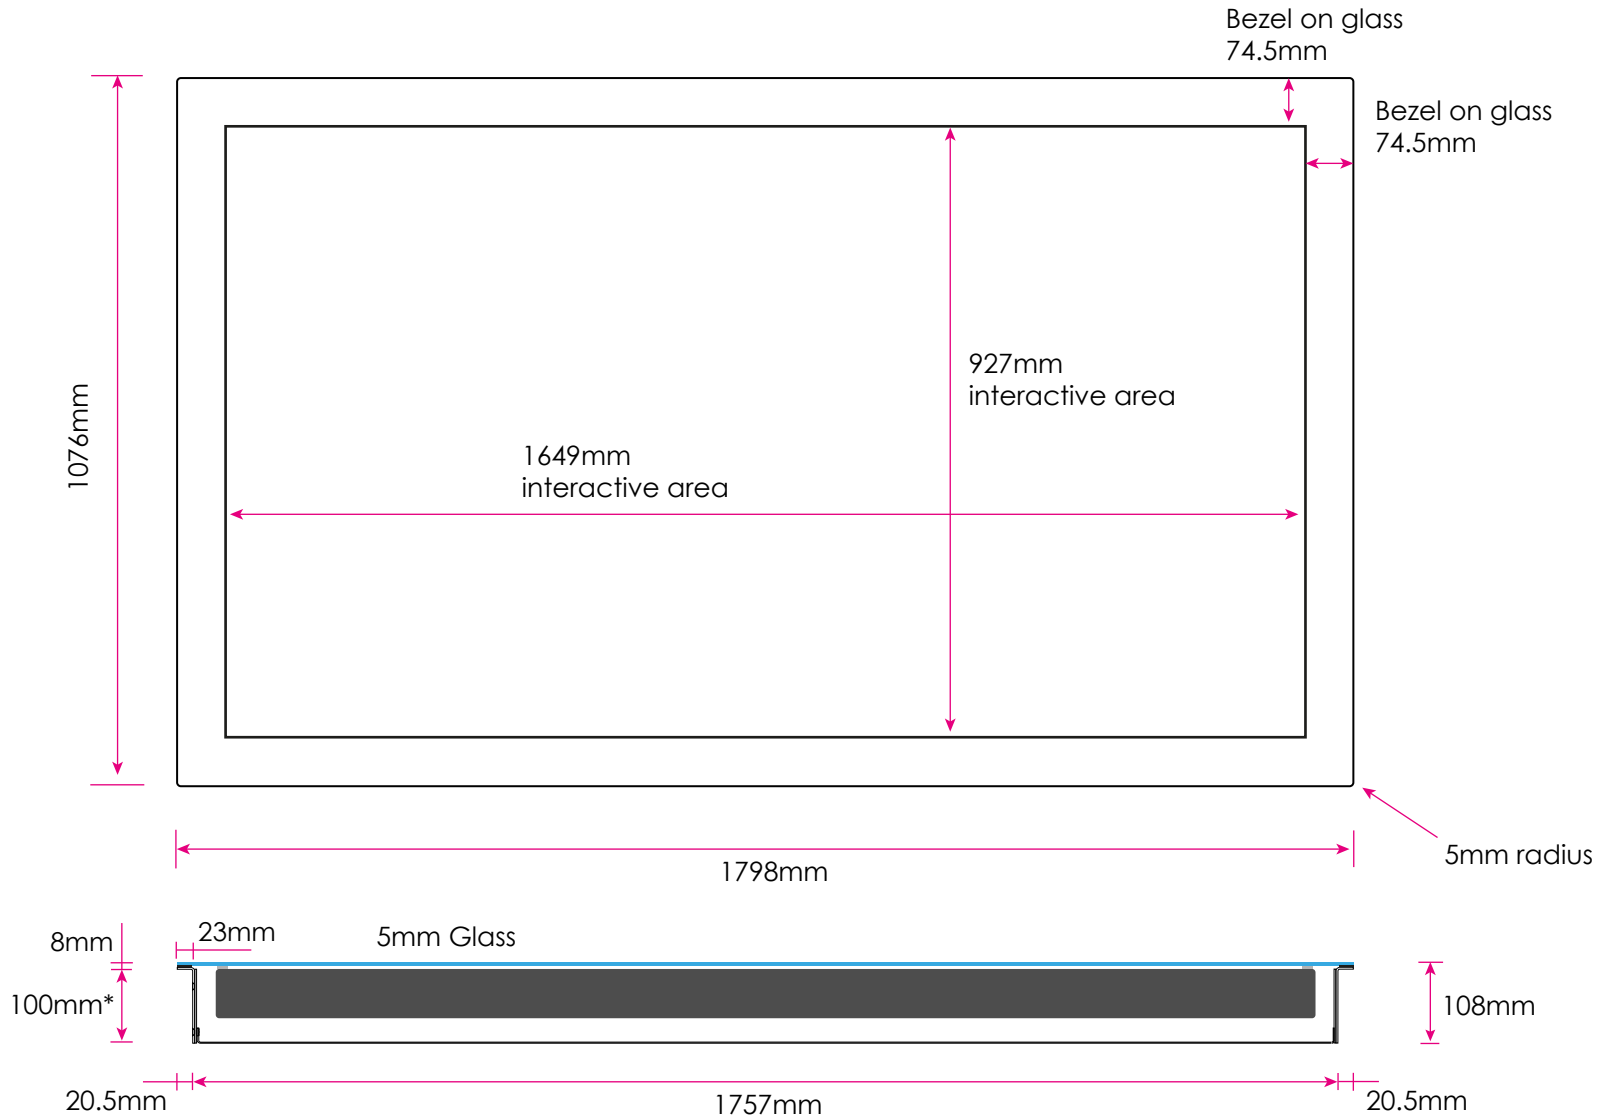 Bezel on glass
74.5mm
Bezel on glass
74.5mm
927mm
interactive area
1076mm
1649mm
interactive area
5mm radius
1798mm
8mm
23mm
5mm Glass
100mm*
108mm
20.5mm
1757mm
20.5mm